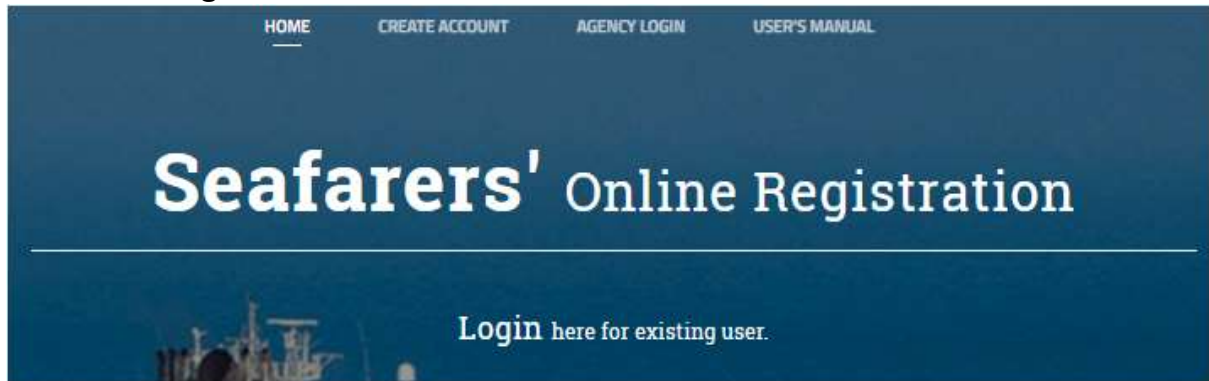 HOME CREATE ACCOUNT AGENCY LOGIN USER'S MANUAL
Seafarers' Online Registration
Login here for existing user.